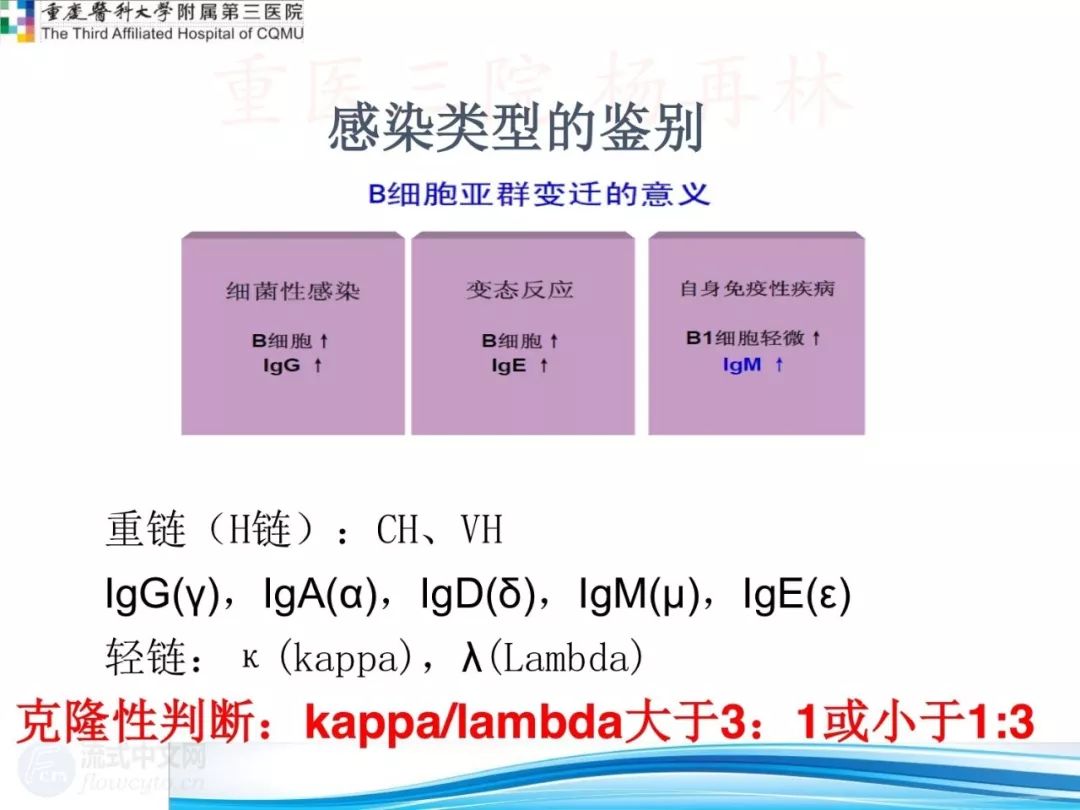 重庆醫科大学附属第三医院
The Third Affiliated Hospital of CQMU
重医三院 杨再林
感染类型的鉴别
B细胞亚群变迁的意义
细菌性感染
B细胞↑
IgG ↑
变态反应
B细胞↑
IgE ↑
自身免疫性疾病
B1细胞轻微↑
IgM ↑
重链（H链）：CH、VH
IgG(γ)，IgA(α)，IgD(δ)，IgM(μ)，IgE(ε)
轻链：κ(kappa)，λ(Lambda)
克隆性判断：kappa/lambda大于3：1或小于1:3
流式中文网
flowcyto.cn